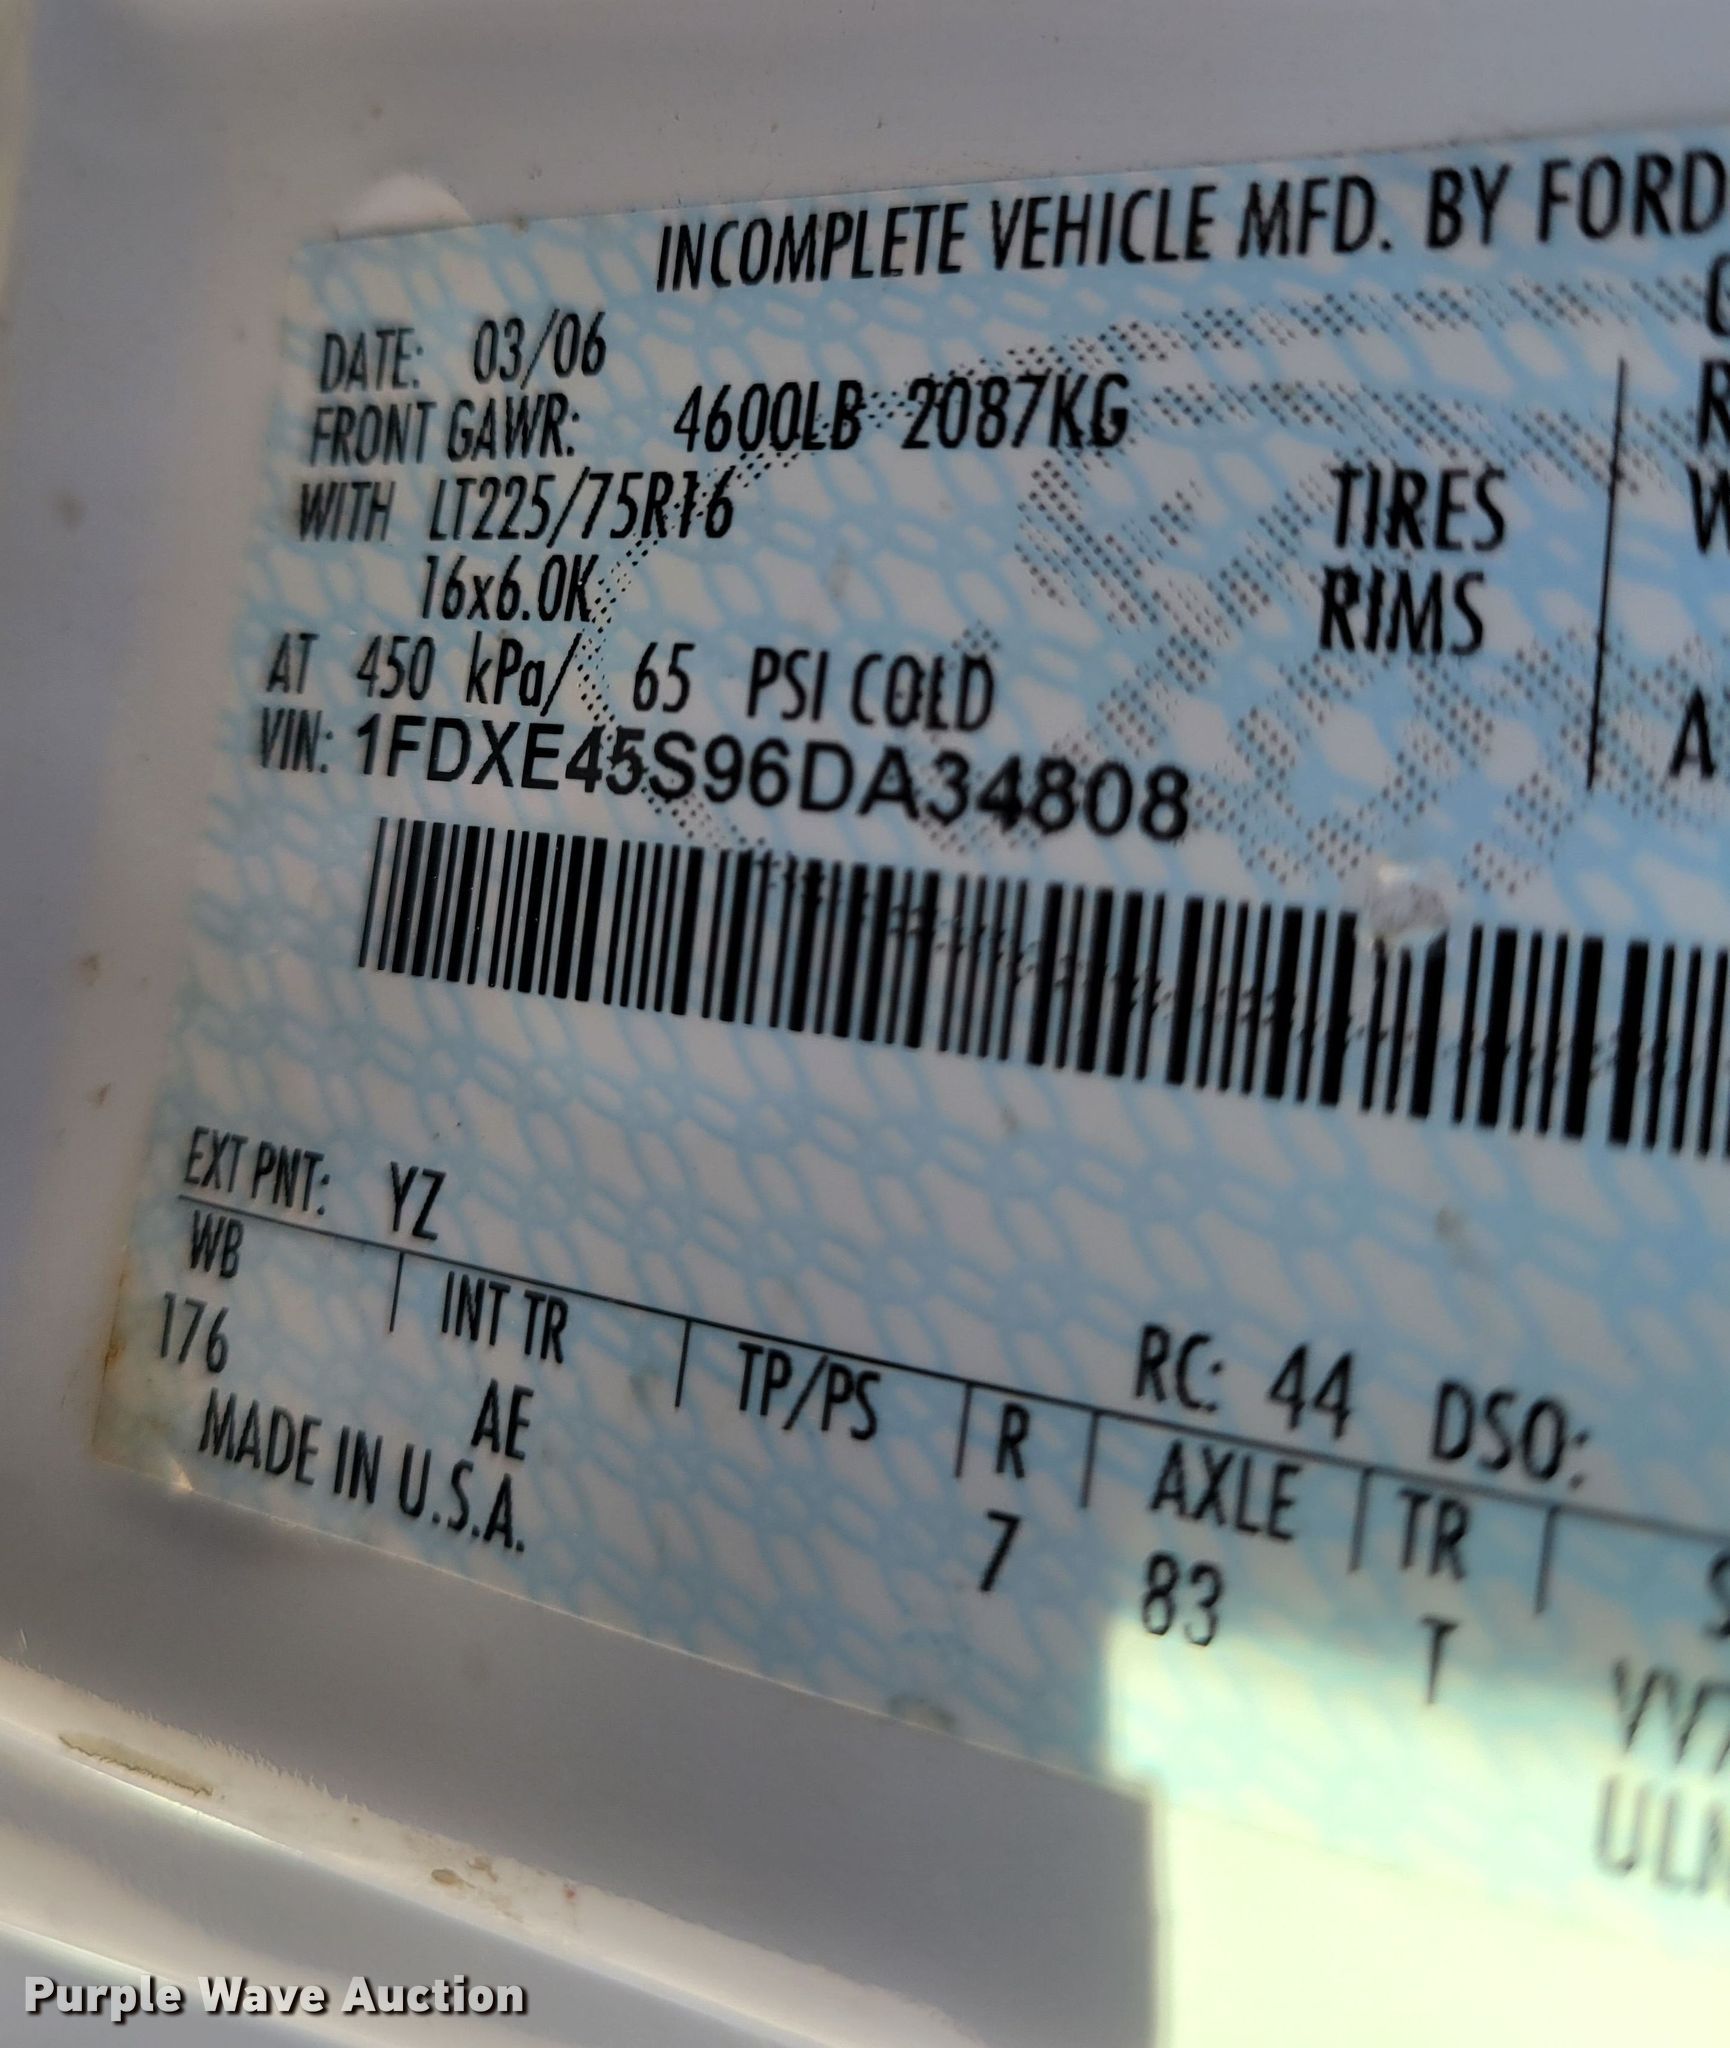 INCOMPLETE VEHICLE MFD. BY FORD
DATE: 03/06
FRONT GAWR: 4600LB 2087KG
WITH LT225/75R16 TIRES
16x6.0K RIMS
AT 450 kPa/ 65 PSI COLD
VIN: 1FDXE45S96DA34808
EXT PNT: YZ RC: 44 DSO:
WB INT TR TP/PS R AXLE TR
176 AE 7 83 T
MADE IN U.S.A.
Purple Wave Auction